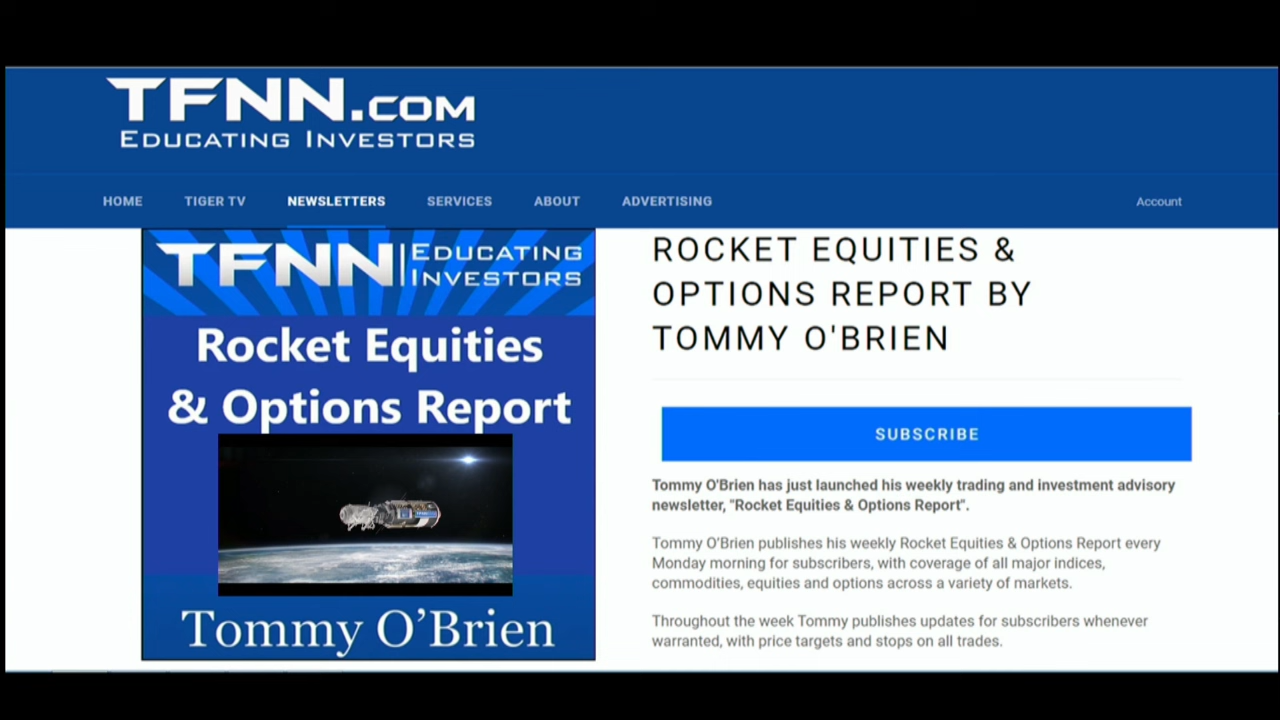 TFNN.COM
EDUCATING INVESTORS
HOME TIGER TV NEWSLETTERS SERVICES ABOUT ADVERTISING Account
TFNN | EDUCATING
INVESTORS
Rocket Equities
& Options Report
Tommy O’Brien
ROCKET EQUITIES &
OPTIONS REPORT BY
TOMMY O'BRIEN
SUBSCRIBE
Tommy O'Brien has just launched his weekly trading and investment advisory
newsletter, "Rocket Equities & Options Report".
Tommy O’Brien publishes his weekly Rocket Equities & Options Report every
Monday morning for subscribers, with coverage of all major indices,
commodities, equities and options across a variety of markets.
Throughout the week Tommy publishes updates for subscribers whenever
warranted, with price targets and stops on all trades.